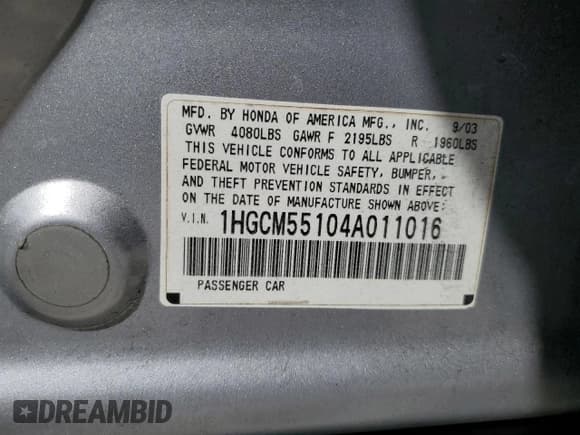 MFD. BY HONDA OF AMERICA MFG., INC. 9/03
GVWR 4080LBS GAWR F 2195LBS R 1960LBS
THIS VEHICLE CONFORMS TO ALL APPLICABLE
FEDERAL MOTOR VEHICLE SAFETY, BUMPER,
AND THEFT PREVENTION STANDARDS IN EFFECT
ON THE DATE OF MANUFACTURE SHOWN ABOVE:
V.I.N. 1HGCM55104A011016
PASSENGER CAR
DREAMBID